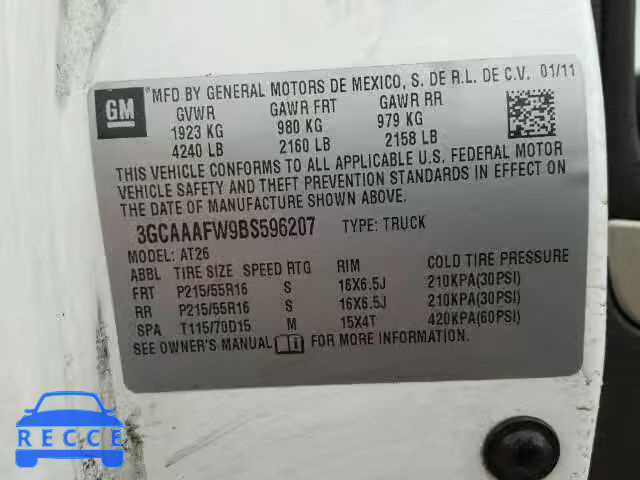 GM
MFD BY GENERAL MOTORS DE MEXICO, S. DE R.L. DE C.V. 01/11
GVWR GAWR FRT GAWR RR
1923 KG 980 KG 979 KG
4240 LB 2160 LB 2158 LB
THIS VEHICLE CONFORMS TO ALL APPLICABLE U.S. FEDERAL MOTOR
VEHICLE SAFETY AND THEFT PREVENTION STANDARDS IN EFFECT ON
THE DATE OF MANUFACTURE SHOWN ABOVE.
3GCAAAFW9BS596207 TYPE: TRUCK
MODEL: AT26
ABBL TIRE SIZE SPEED RTG RIM COLD TIRE PRESSURE
FRT P215/55R16 S 16X6.5J 210KPA(30PSI)
RR P215/55R16 S 16X6.5J 210KPA(30PSI)
SPA T115/70D15 M 15X4T 420KPA(60PSI)
SEE OWNER'S MANUAL FOR MORE INFORMATION.
RECCE